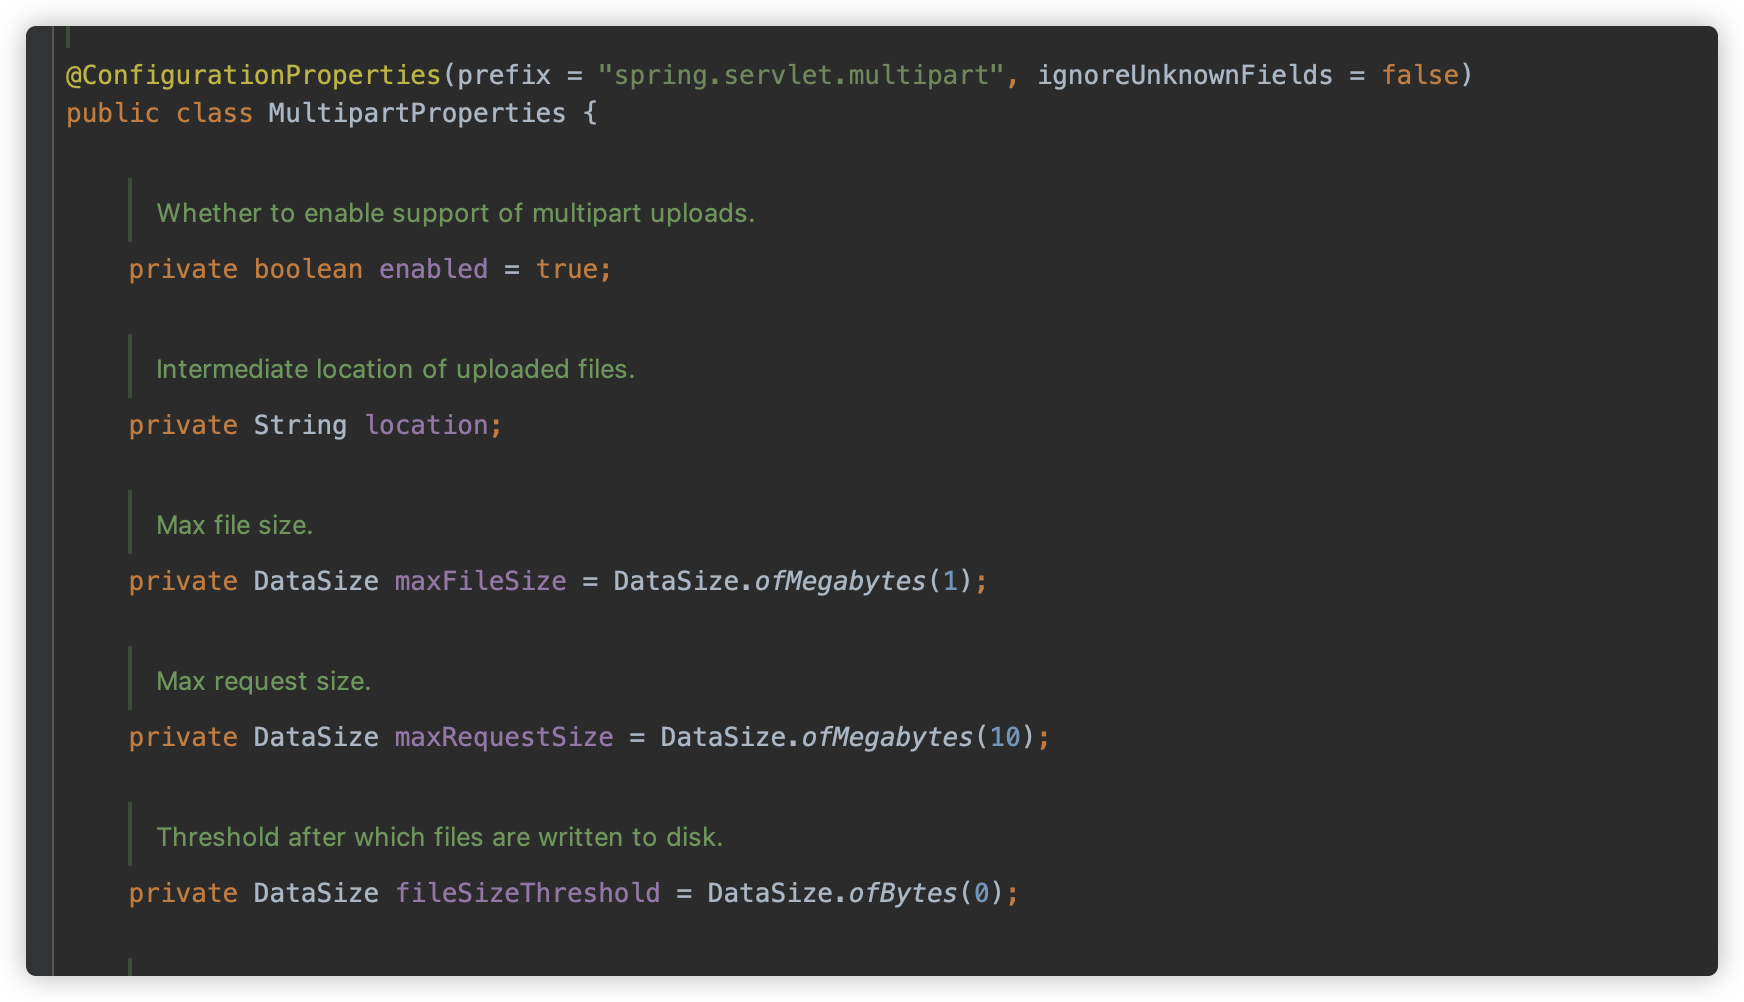 @ConfigurationProperties(prefix = "spring.servlet.multipart", ignoreUnknownFields = false)
public class MultipartProperties {
Whether to enable support of multipart uploads.
private boolean enabled = true;
Intermediate location of uploaded files.
private String location;
Max file size.
private DataSize maxFileSize = DataSize.ofMegabytes(1);
Max request size.
private DataSize maxRequestSize = DataSize.ofMegabytes(10);
Threshold after which files are written to disk.
private DataSize fileSizeThreshold = DataSize.ofBytes(0);